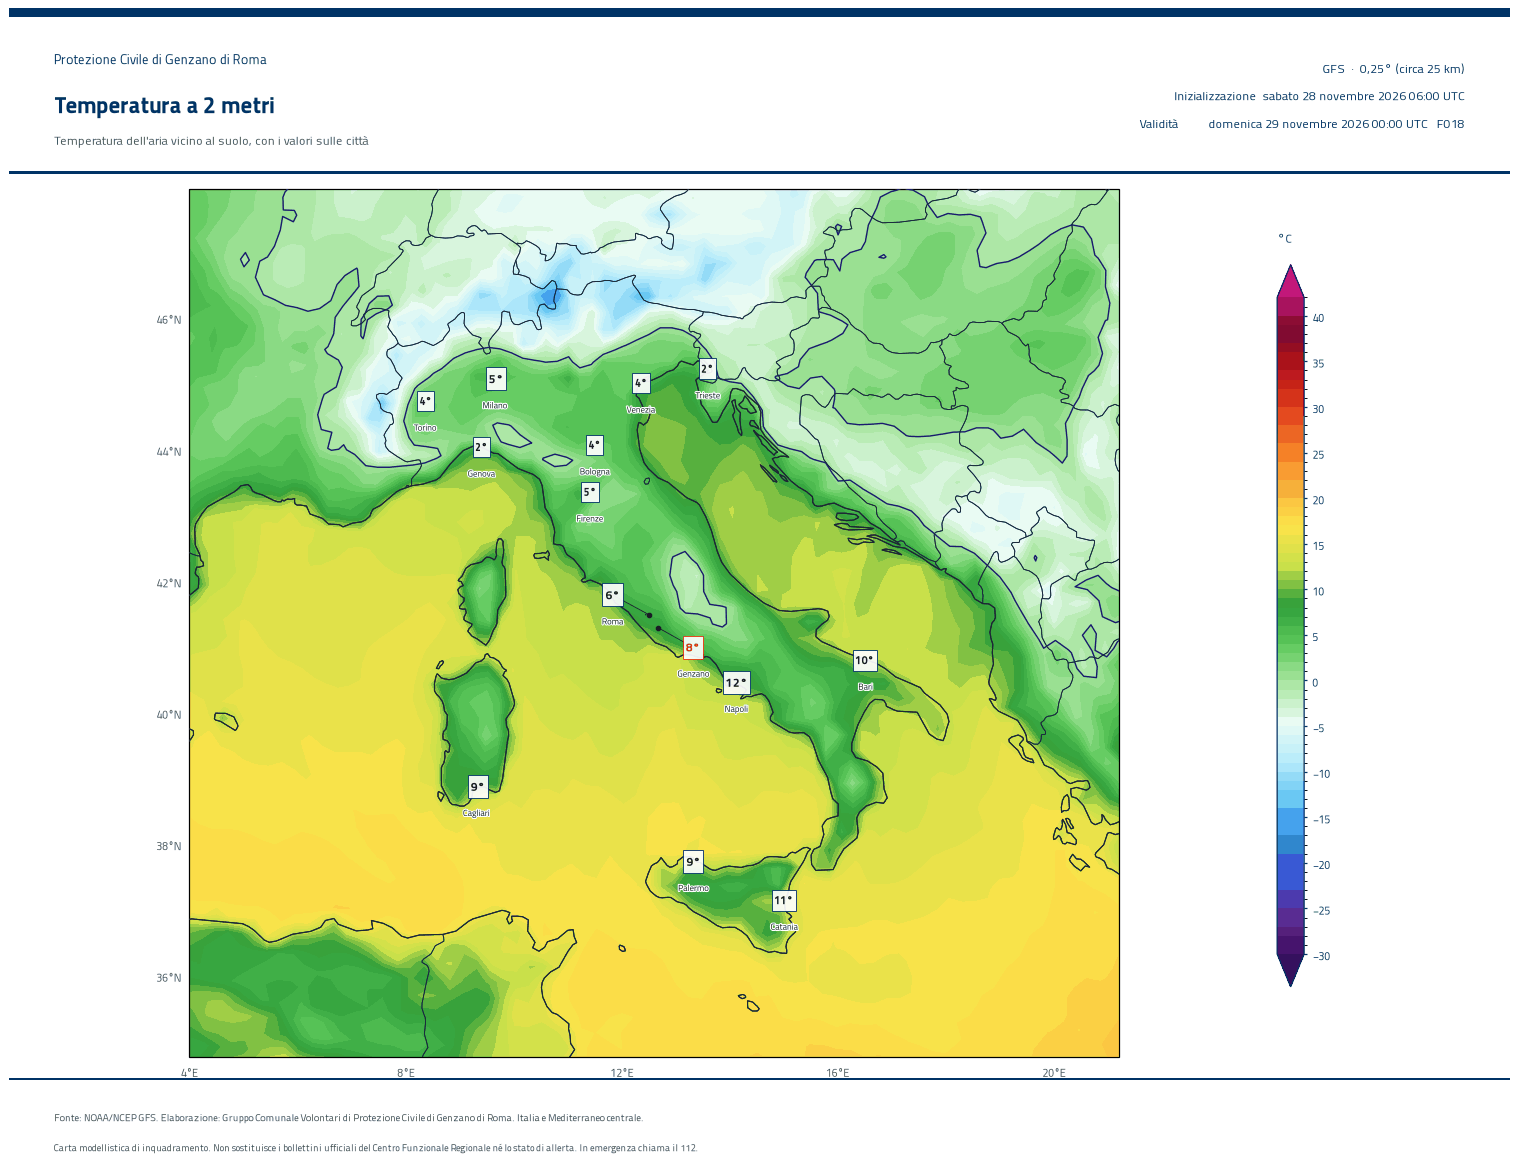 Protezione Civile di Genzano di Roma
Temperatura a 2 metri
Temperatura dell'aria vicino al suolo, con i valori sulle città
GFS · 0,25° (circa 25 km)
Inizializzazione sabato 28 novembre 2026 06:00 UTC
Validità domenica 29 novembre 2026 00:00 UTC F018
°C
40
35
30
25
20
15
10
5
0
−5
−10
−15
−20
−25
−30
46°N
44°N
42°N
40°N
38°N
36°N
4°E
8°E
12°E
16°E
20°E
2°
Trieste
5°
Milano
4°
Venezia
4°
Torino
2°
Genova
4°
Bologna
5°
Firenze
6°
Roma
8°
Genzano
10°
Bari
12°
Napoli
9°
Cagliari
9°
Palermo
11°
Catania
Fonte: NOAA/NCEP GFS. Elaborazione: Gruppo Comunale Volontari di Protezione Civile di Genzano di Roma. Italia e Mediterraneo centrale.
Carta modellistica di inquadramento. Non sostituisce i bollettini ufficiali del Centro Funzionale Regionale né lo stato di allerta. In emergenza chiama il 112.